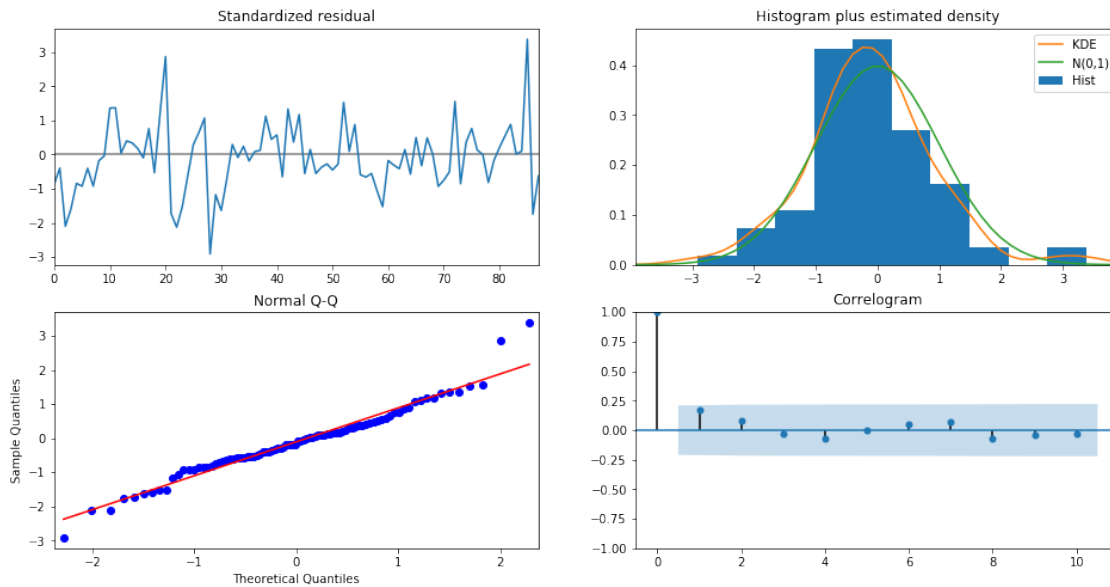 Standardized residual
3
2
1
0
−1
−2
−3
0 10 20 30 40 50 60 70 80
Histogram plus estimated density
KDE
N(0,1)
Hist
0.4
0.3
0.2
0.1
0.0
−3 −2 −1 0 1 2 3
Normal Q-Q
Sample Quantiles
3
2
1
0
−1
−2
−3
−2 −1 0 1 2
Theoretical Quantiles
Correlogram
1.00
0.75
0.50
0.25
0.00
−0.25
−0.50
−0.75
−1.00
0 2 4 6 8 10